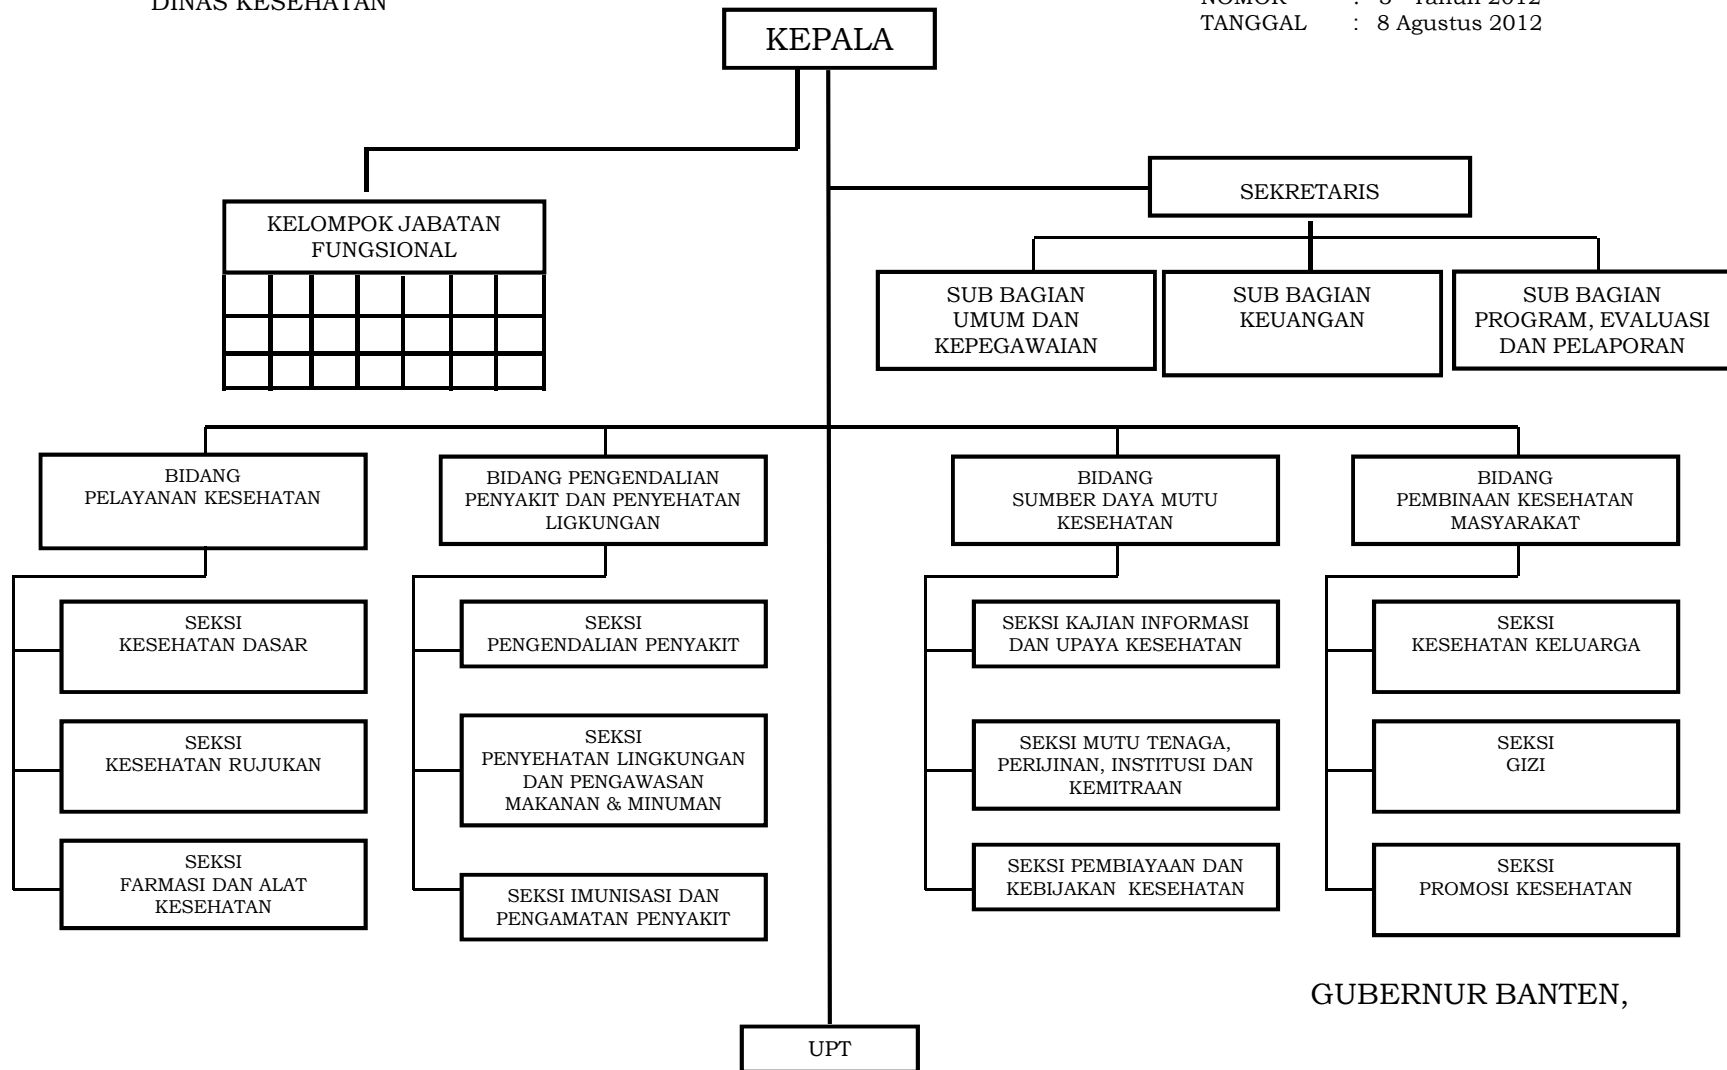 DINAS KESEHATAN
NOMOR : Tahun 2012
TANGGAL : 8 Agustus 2012
KEPALA
SEKRETARIS
KELOMPOK JABATAN
FUNGSIONAL
SUB BAGIAN
UMUM DAN
KEPEGAWAIAN
SUB BAGIAN
KEUANGAN
SUB BAGIAN
PROGRAM, EVALUASI
DAN PELAPORAN
BIDANG
PELAYANAN KESEHATAN
BIDANG PENGENDALIAN
PENYAKIT DAN PENYEHATAN
LIGKUNGAN
BIDANG
SUMBER DAYA MUTU
KESEHATAN
BIDANG
PEMBINAAN KESEHATAN
MASYARAKAT
SEKSI
KESEHATAN DASAR
SEKSI
KESEHATAN RUJUKAN
SEKSI
FARMASI DAN ALAT
KESEHATAN
SEKSI
PENGENDALIAN PENYAKIT
SEKSI
PENYEHATAN LINGKUNGAN
DAN PENGAWASAN
MAKANAN & MINUMAN
SEKSI IMUNISASI DAN
PENGAMATAN PENYAKIT
SEKSI KAJIAN INFORMASI
DAN UPAYA KESEHATAN
SEKSI MUTU TENAGA,
PERIJINAN, INSTITUSI DAN
KEMITRAAN
SEKSI PEMBIAYAAN DAN
KEBIJAKAN KESEHATAN
SEKSI
KESEHATAN KELUARGA
SEKSI
GIZI
SEKSI
PROMOSI KESEHATAN
GUBERNUR BANTEN,
UPT